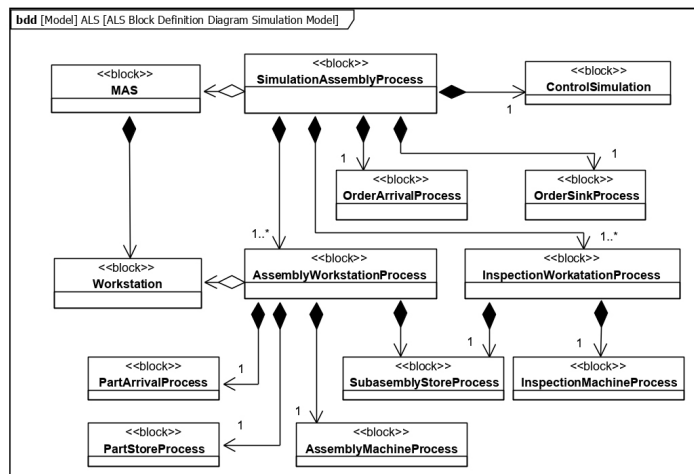 bdd [Model] ALS [ALS Block Definition Diagram Simulation Model]
<<block>>
MAS
<<block>>
SimulationAssemblyProcess
<<block>>
ControlSimulation
1
1
1
<<block>>
OrderArrivalProcess
<<block>>
OrderSinkProcess
1..*
1..*
<<block>>
Workstation
<<block>>
AssemblyWorkstationProcess
<<block>>
InspectionWorkatationProcess
1
1
1
<<block>>
PartArrivalProcess
<<block>>
SubasemblyStoreProcess
<<block>>
InspectionMachineProcess
1
1
<<block>>
PartStoreProcess
<<block>>
AssemblyMachineProcess